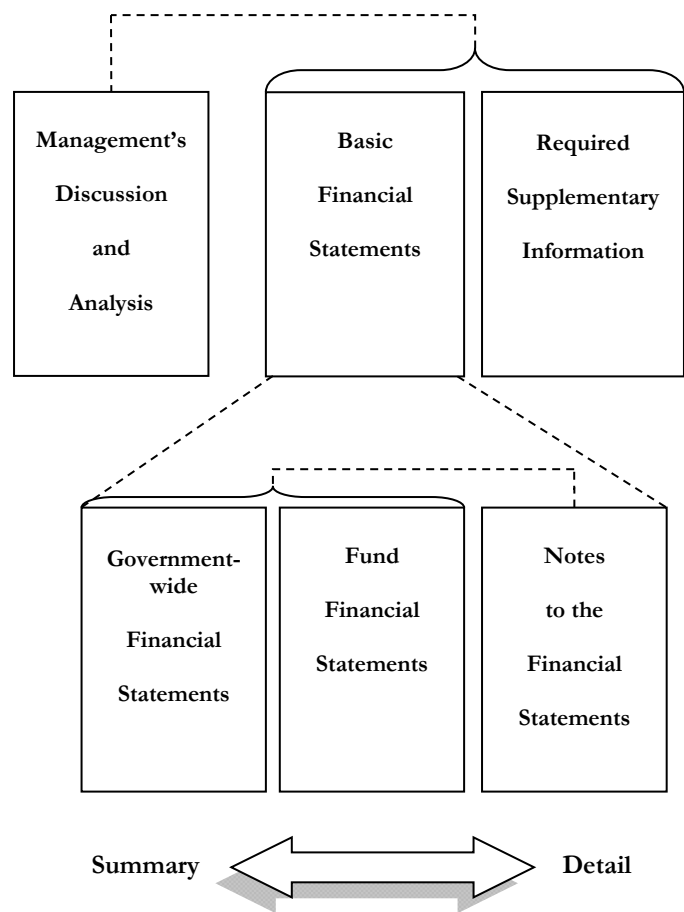 Management’s
Discussion
and
Analysis
Basic
Financial
Statements
Required
Supplementary
Information
Government-
wide
Financial
Statements
Fund
Financial
Statements
Notes
to the
Financial
Statements
Summary
Detail